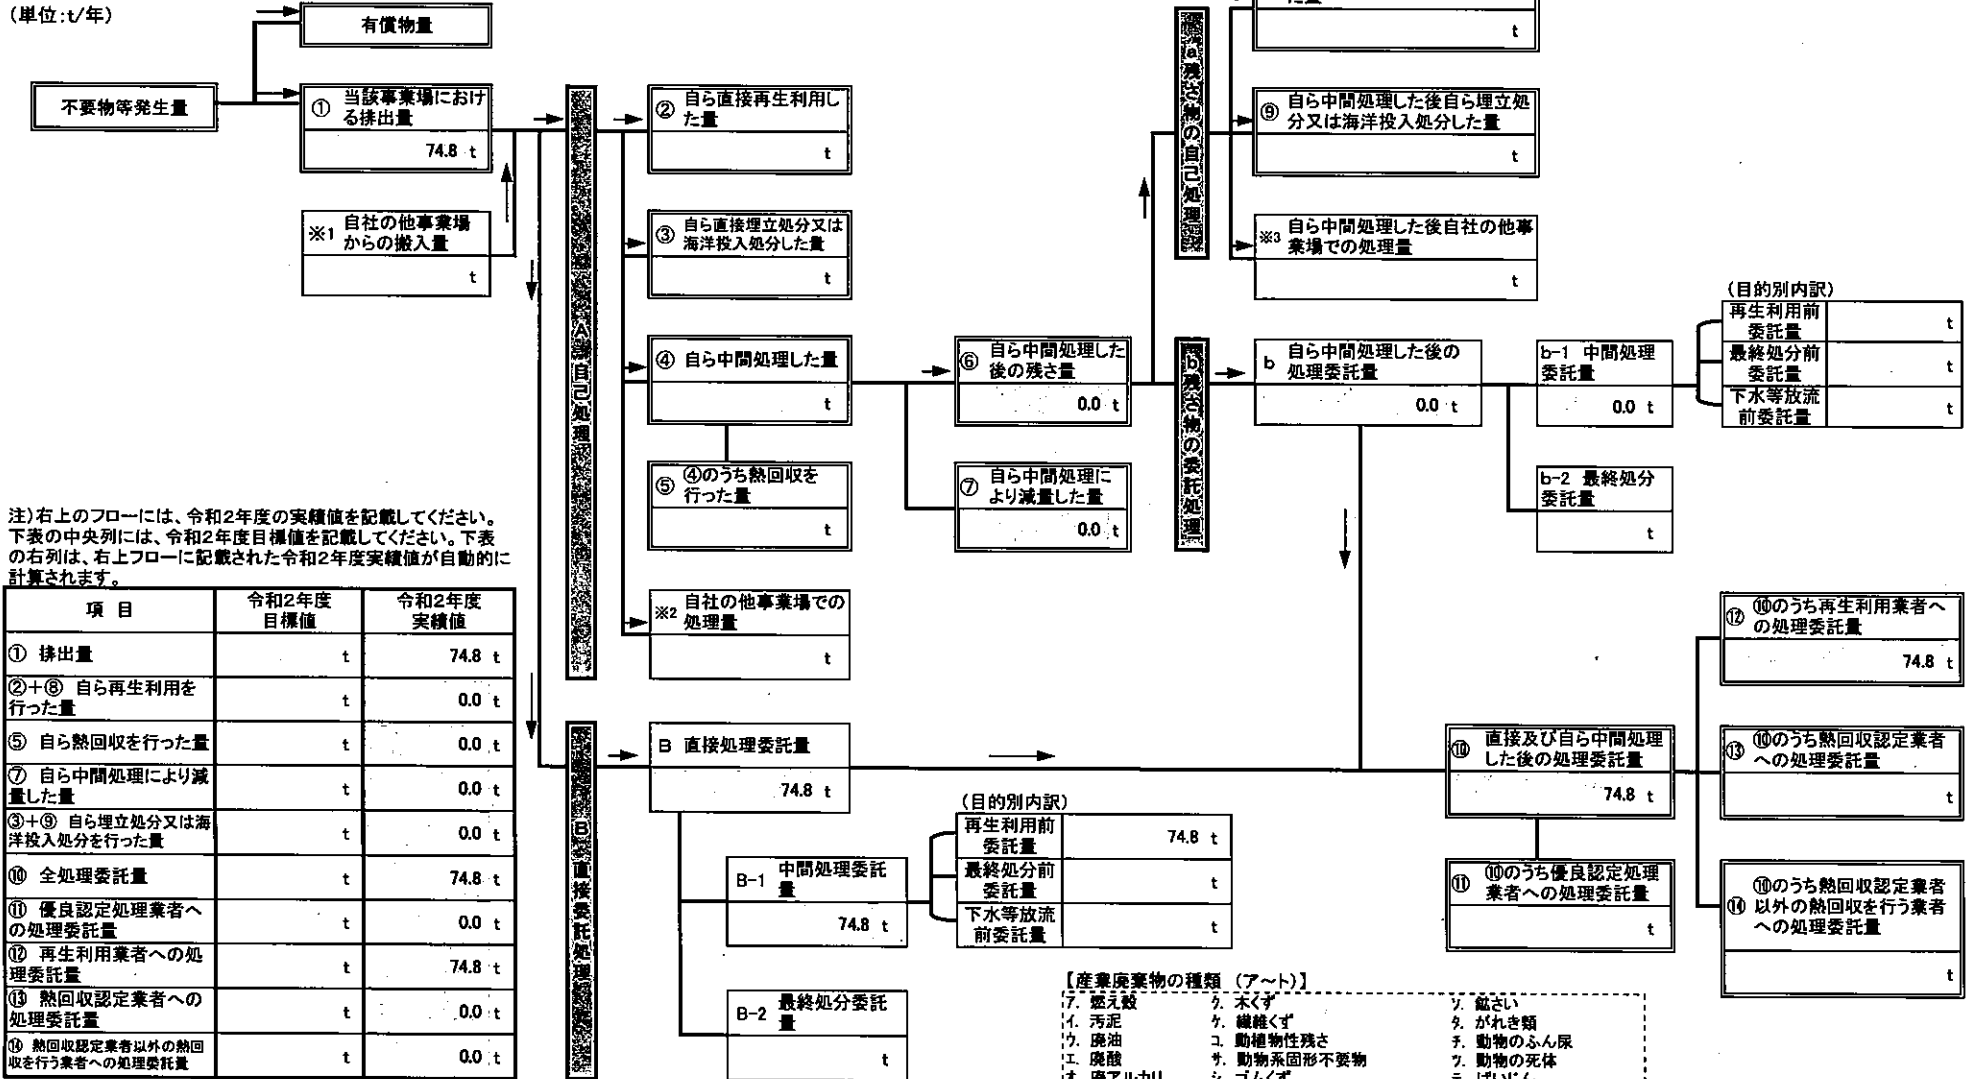 (単位:t/年)
有償物量
不要物等発生量
① 当該事業場におけ
る排出量
74.8 t
※1 自社の他事業場
からの搬入量
t
自己処理
② 自ら直接再生利用し
た量
t
③ 自ら直接埋立処分又は
海洋投入処分した量
t
④ 自ら中間処理した量
t
⑤ ④のうち熱回収を
行った量
t
※2 自社の他事業場での
処理量
t
⑥ 自ら中間処理した
後の残さ量
0.0 t
⑦ 自ら中間処理に
より減量した量
0.0 t
a残さ物の自己処理
た量
t
⑨ 自ら中間処理した後自ら埋立処
分又は海洋投入処分した量
t
※3 自ら中間処理した後自社の他事
業場での処理量
t
b残さ物の委託処理
b 自ら中間処理した後の
処理委託量
0.0 t
b-1 中間処理
委託量
0.0 t
b-2 最終処分
委託量
t
(目的別内訳)
再生利用前
委託量
t
最終処分前
委託量
t
下水等放流
前委託量
t
注)右上のフローには、令和2年度の実績値を記載してください。
下表の中央列には、令和2年度目標値を記載してください。下表
の右列は、右上フローに記載された令和2年度実績値が自動的に
計算されます。
項 目 令和2年度 目標値 令和2年度 実績値
① 排出量 t 74.8 t
②+⑧ 自ら再生利用を
行った量 t 0.0 t
⑤ 自ら熱回収を行った量 t 0.0 t
⑦ 自ら中間処理により減
量した量 t 0.0 t
③+⑨ 自ら埋立処分又は海
洋投入処分を行った量 t 0.0 t
⑩ 全処理委託量 t 74.8 t
⑪ 優良認定処理業者へ
の処理委託量 t 0.0 t
⑫ 再生利用業者への処
理委託量 t 74.8 t
⑬ 熱回収認定業者への
処理委託量 t 0.0 t
⑭ 熱回収認定業者以外の熱回
収を行う業者への処理委託量 t 0.0 t
B 直接委託処理
B 直接処理委託量
74.8 t
B-1 中間処理委託
量
74.8 t
B-2 最終処分委託
量
t
(目的別内訳)
再生利用前
委託量
74.8 t
最終処分前
委託量
t
下水等放流
前委託量
t
⑩ 直接及び自ら中間処理
した後の処理委託量
74.8 t
⑪ ⑩のうち優良認定処理
業者への処理委託量
t
⑫ ⑩のうち再生利用業者へ
の処理委託量
74.8 t
⑬ ⑩のうち熱回収認定業者
への処理委託量
t
⑭ ⑩のうち熱回収認定業者
以外の熱回収を行う業者
への処理委託量
t
【産業廃棄物の種類 (ア～ト)】
ア. 燃え殻 ク. 木くず ソ. 鉱さい
イ. 汚泥 ケ. 繊維くず タ. がれき類
ウ. 廃油 コ. 動植物性残さ チ. 動物のふん尿
エ. 廃酸 サ. 動物系固形不要物 ツ. 動物の死体
オ. 廃アルカリ シ. ゴムくず テ. ばいじん